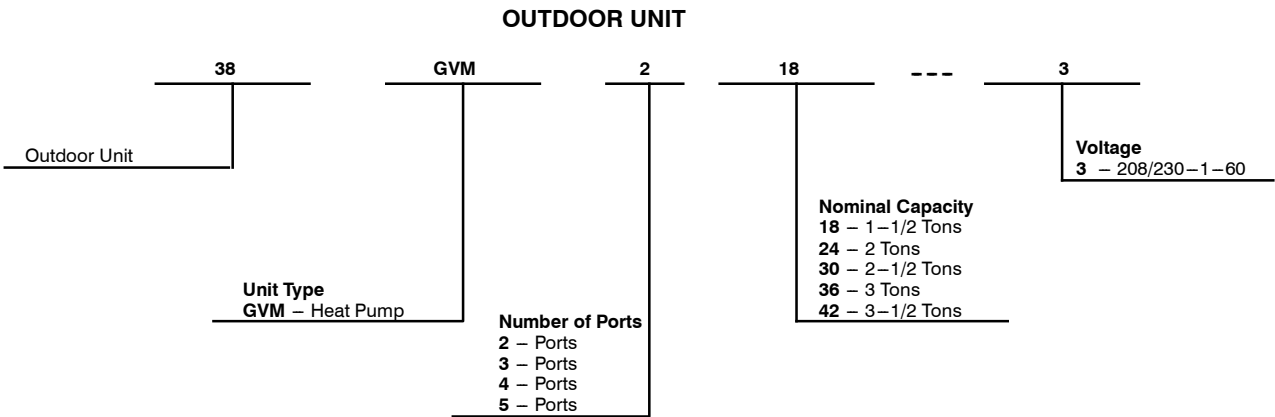 OUTDOOR UNIT
38 GVM 2 18 --- 3
Outdoor Unit
Voltage
3 – 208/230–1–60
Nominal Capacity
18 – 1–1/2 Tons
24 – 2 Tons
30 – 2–1/2 Tons
36 – 3 Tons
42 – 3–1/2 Tons
Unit Type
GVM – Heat Pump
Number of Ports
2 – Ports
3 – Ports
4 – Ports
5 – Ports